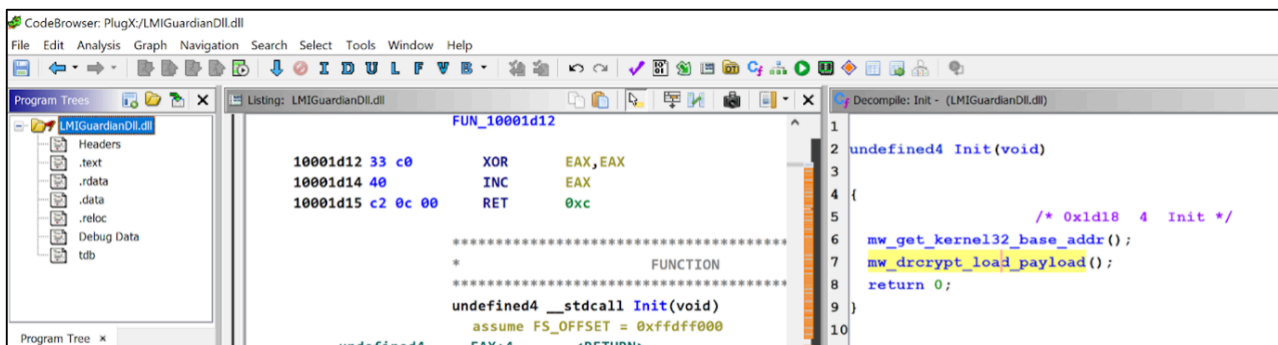 CodeBrowser: PlugX:/LMIGuardianDll.dll
File Edit Analysis Graph Navigation Search Select Tools Window Help
I D U L F V B
Program Trees
Listing: LMIGuardianDll.dll
Decompile: Init - (LMIGuardianDll.dll)
LMIGuardianDll.dll
Headers
.text
.rdata
.data
.reloc
Debug Data
tdb
Program Tree ×
FUN_10001d12
10001d12 33 c0 XOR EAX,EAX
10001d14 40 INC EAX
10001d15 c2 0c 00 RET 0xc
****************************************
* FUNCTION
****************************************
undefined4 __stdcall Init(void)
assume FS_OFFSET = 0xffdff000
undefined4 EAX:4 <RETURN>
1
2 undefined4 Init(void)
3
4 {
5 /* 0x1d18 4 Init */
6 mw_get_kernel32_base_addr();
7 mw_drcrypt_load_payload();
8 return 0;
9 }
10